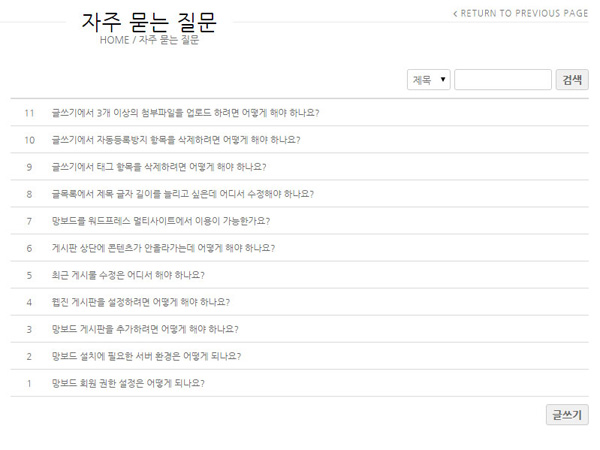 자주 묻는 질문
HOME / 자주 묻는 질문
< RETURN TO PREVIOUS PAGE
제목 ▼ 검색
11 글쓰기에서 3개 이상의 첨부파일을 업로드 하려면 어떻게 해야 하나요?
10 글쓰기에서 자동등록방지 항목을 삭제하려면 어떻게 해야 하나요?
9 글쓰기에서 태그 항목을 삭제하려면 어떻게 해야 하나요?
8 글목록에서 제목 글자 길이를 늘리고 싶은데 어디서 수정해야 하나요?
7 망보드를 워드프레스 멀티사이트에서 이용이 가능한가요?
6 게시판 상단에 콘텐츠가 안올라가는데 어떻게 해야 하나요?
5 최근 게시물 수정은 어디서 해야 하나요?
4 웹진 게시판을 설정하려면 어떻게 해야 하나요?
3 망보드 게시판을 추가하려면 어떻게 해야 하나요?
2 망보드 설치에 필요한 서버 환경은 어떻게 되나요?
1 망보드 회원 권한 설정은 어떻게 되나요?
글쓰기